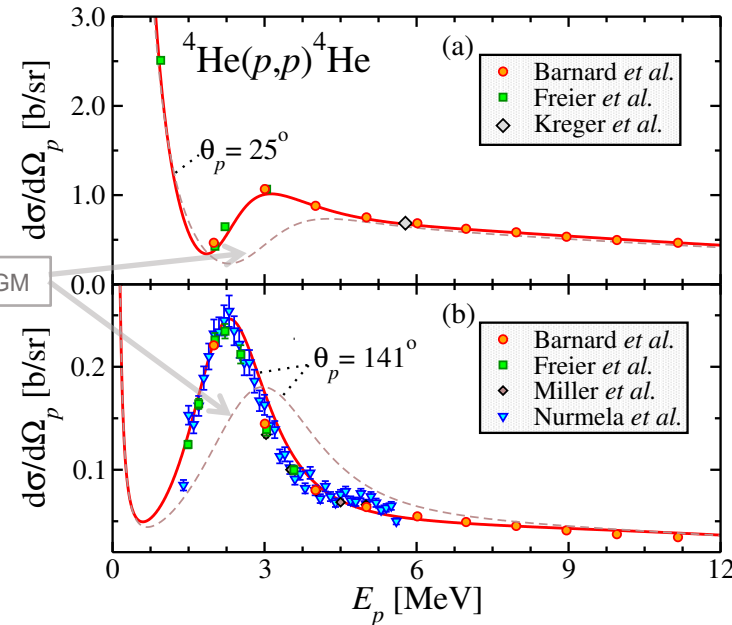 ⁴He(p,p)⁴He
(a)
Barnard et al.
Freier et al.
Kreger et al.
θp = 25°
dσ/dΩp [b/sr]
3.0
2.0
1.0
0.0
GM
(b)
Barnard et al.
Freier et al.
Miller et al.
Nurmela et al.
θp = 141°
dσ/dΩp [b/sr]
0.2
0.1
0 3 6 9 12
Ep [MeV]